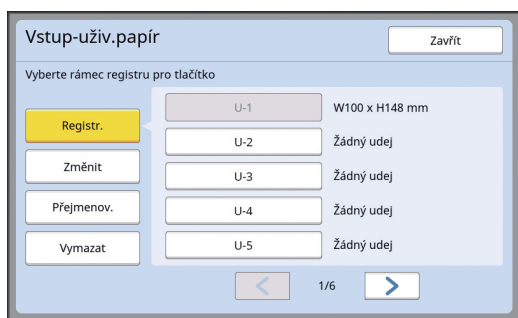 Vstup-uživ.papír
Zavřít
Vyberte rámec registru pro tlačítko
Registr.
Změnit
Přejmenov.
Vymazat
U-1 W100 x H148 mm
U-2 Žádný udej
U-3 Žádný udej
U-4 Žádný udej
U-5 Žádný udej
1/6